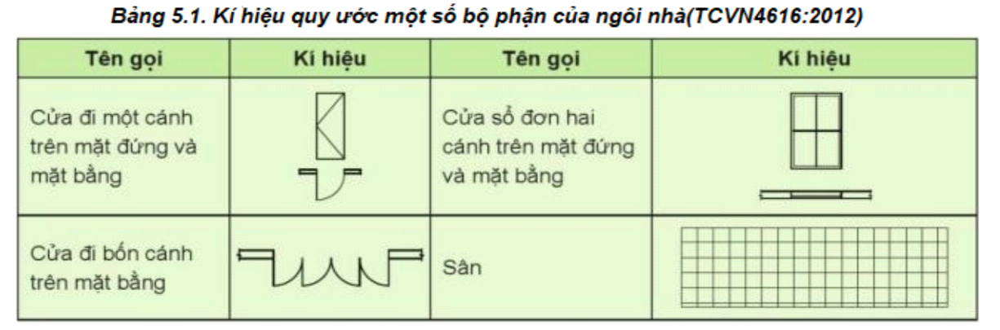 Bảng 5.1. Kí hiệu quy ước một số bộ phận của ngôi nhà(TCVN4616:2012)
Tên gọi Kí hiệu Tên gọi Kí hiệu
Cửa đi một cánh
trên mặt đứng và
mặt bằng
Cửa sổ đơn hai
cánh trên mặt đứng
và mặt bằng
Cửa đi bốn cánh
trên mặt bằng
Sân